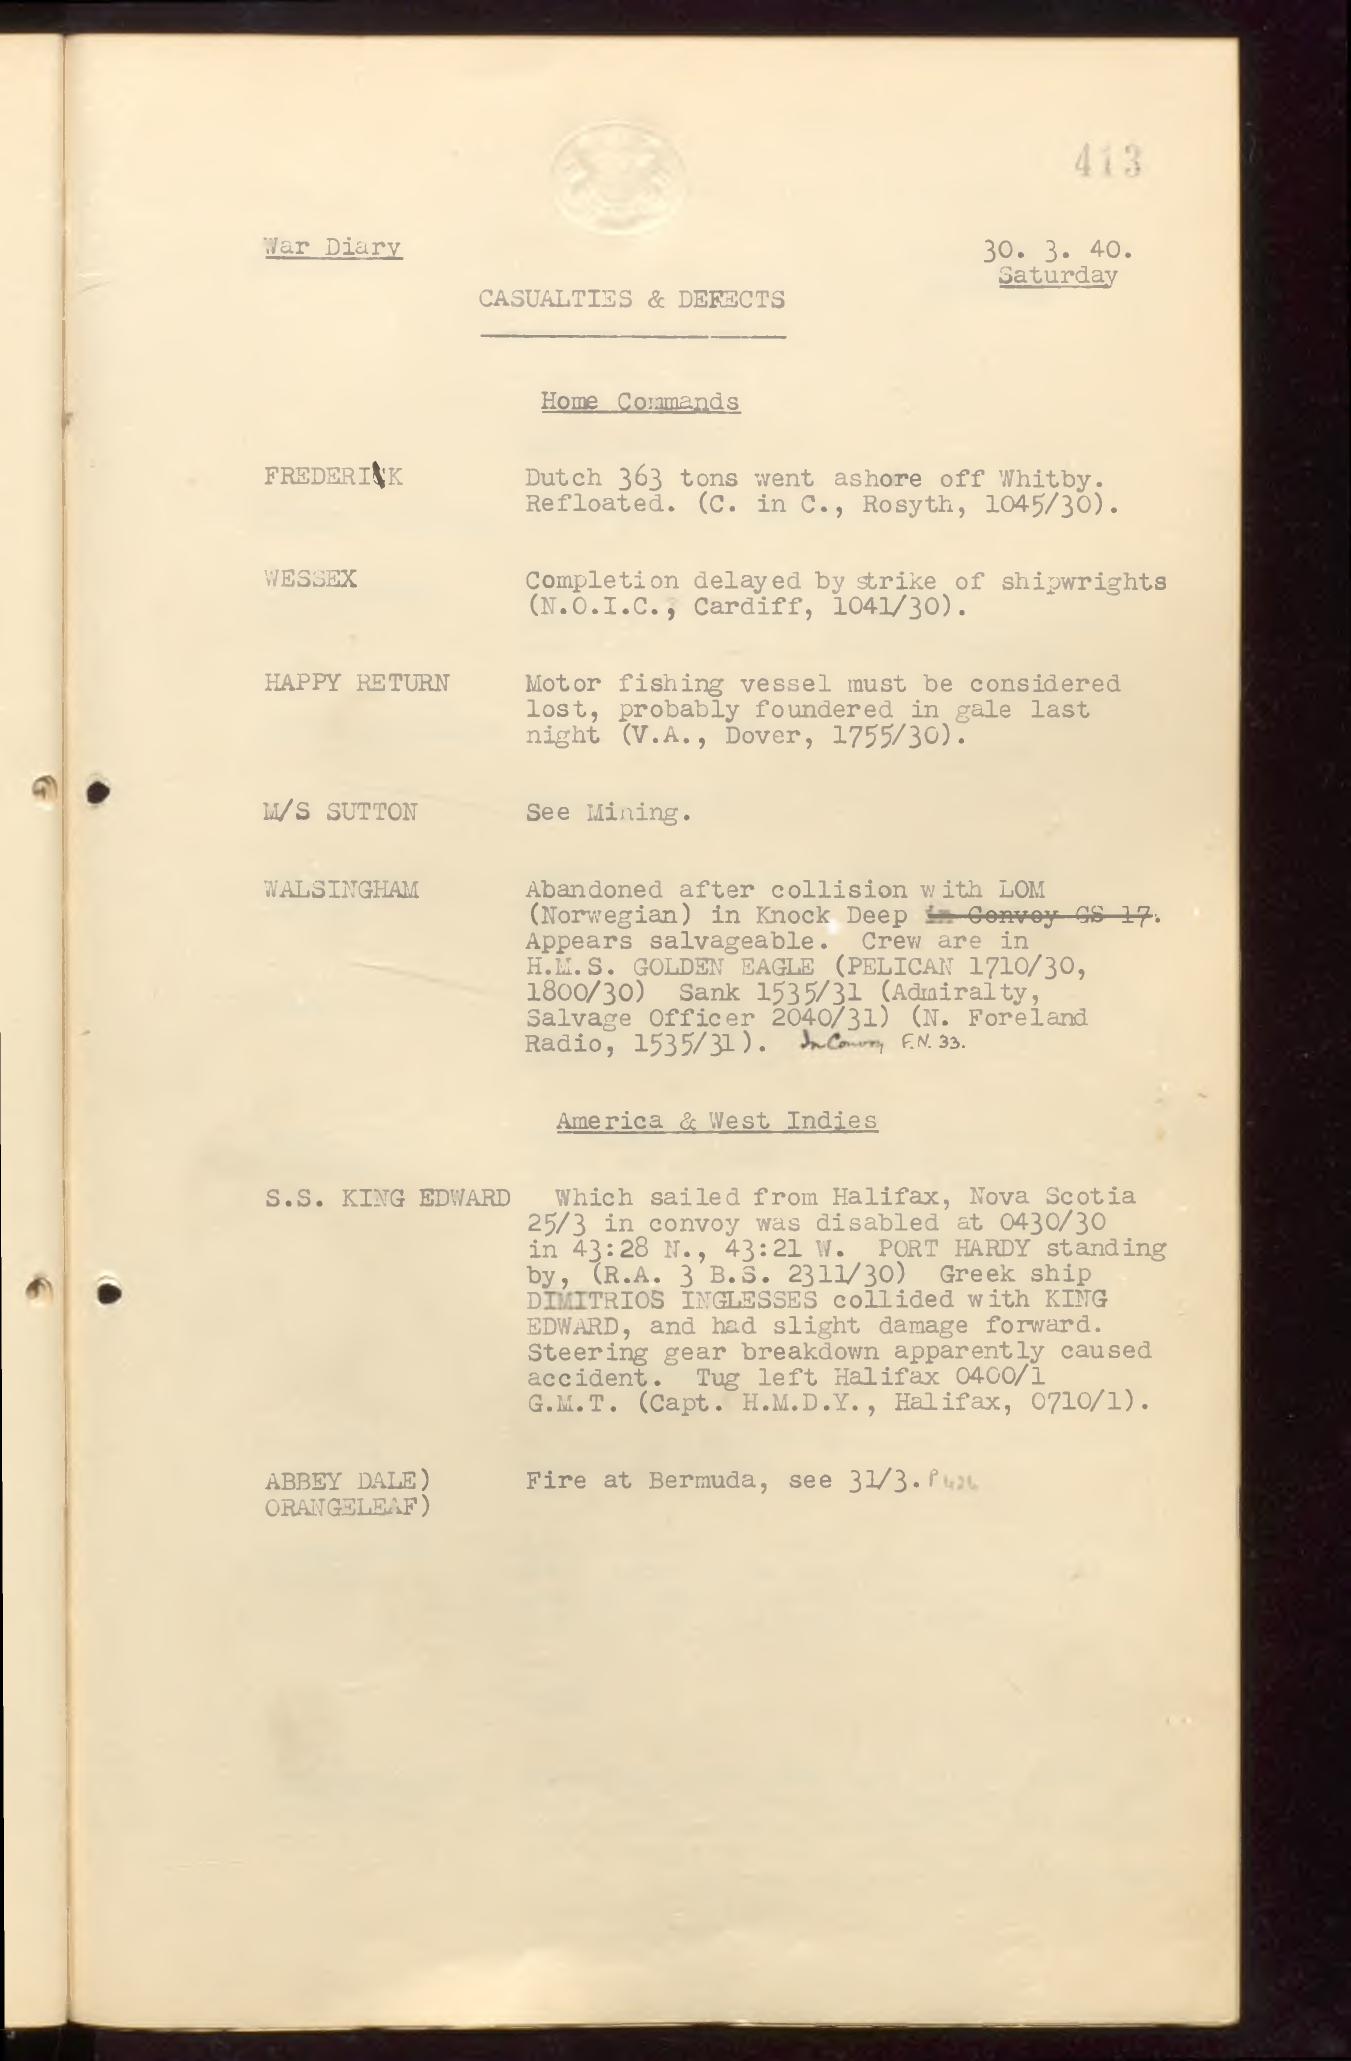 413
War Diary
30. 3. 40.
Saturday
CASUALTIES & DEFECTS
Home Commands
FREDERIK Dutch 363 tons went ashore off Whitby.
Refloated. (C. in C., Rosyth, 1045/30).
WESSEX Completion delayed by strike of shipwrights
(N.O.I.C., Cardiff, 1041/30).
HAPPY RETURN Motor fishing vessel must be considered
lost, probably foundered in gale last
night (V.A., Dover, 1755/30).
M/S SUTTON See Mining.
WALSINGHAM Abandoned after collision with LOM
(Norwegian) in Knock Deep in Convoy GS 17.
Appears salvageable. Crew are in
H.M.S. GOLDEN EAGLE (PELICAN 1710/30,
1800/30) Sank 1535/31 (Admiralty,
Salvage Officer 2040/31) (N. Foreland
Radio, 1535/31). In Convoy F.N. 33.
America & West Indies
S.S. KING EDWARD Which sailed from Halifax, Nova Scotia
25/3 in convoy was disabled at 0430/30
in 43:28 N., 43:21 W. PORT HARDY standing
by, (R.A. 3 B.S. 2311/30) Greek ship
DIMITRIOS INGLESSES collided with KING
EDWARD, and had slight damage forward.
Steering gear breakdown apparently caused
accident. Tug left Halifax 0400/1
G.M.T. (Capt. H.M.D.Y., Halifax, 0710/1).
ABBEY DALE) Fire at Bermuda, see 31/3.
ORANGELEAF)